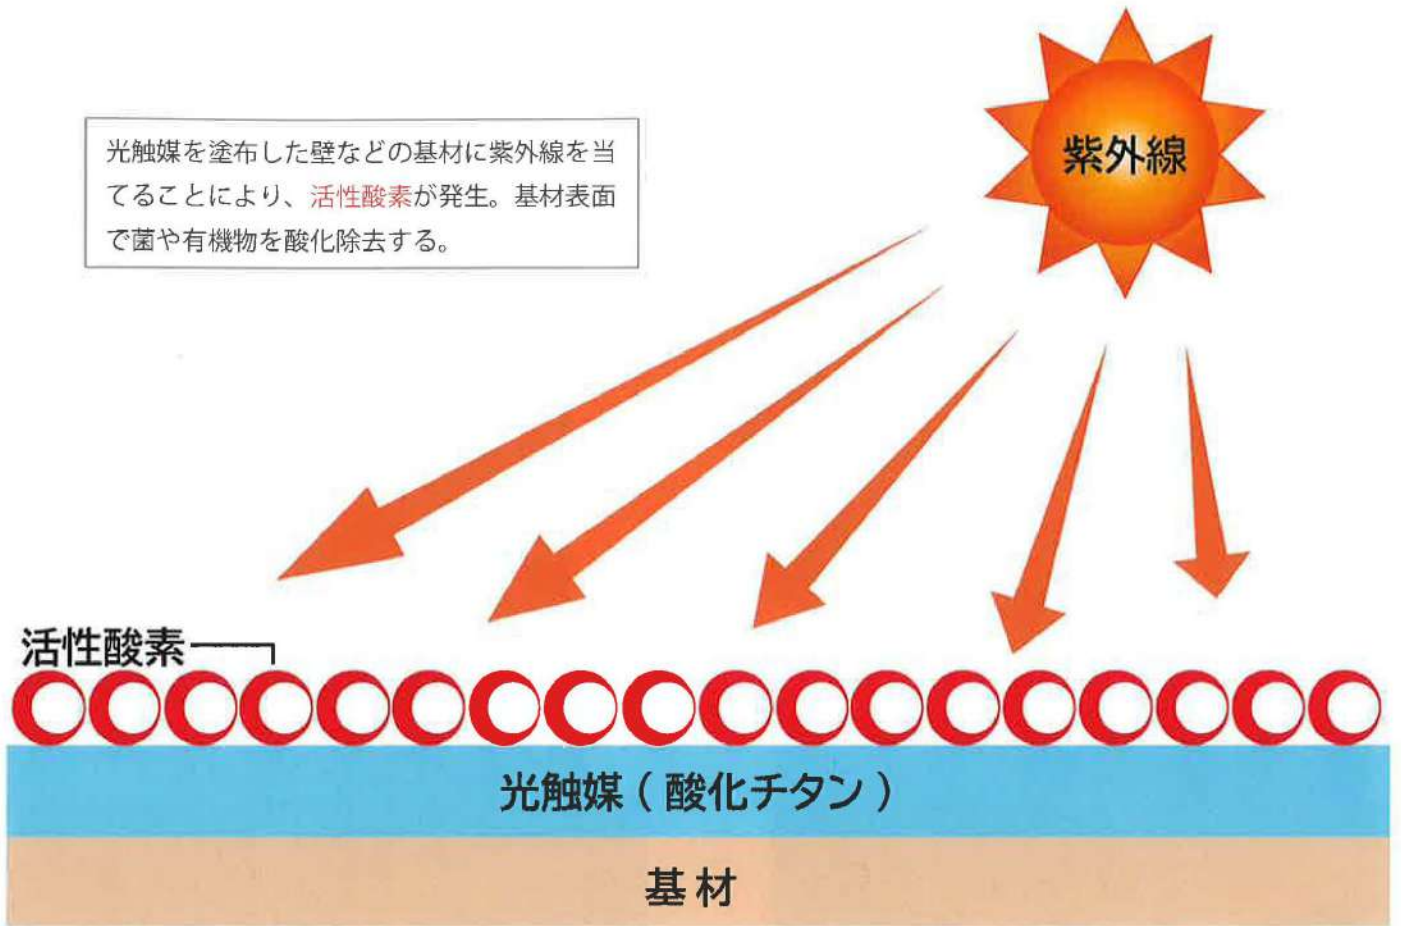 光触媒を塗布した壁などの基材に紫外線を当
てることにより、活性酸素が発生。基材表面
で菌や有機物を酸化除去する。
紫外線
活性酸素
光触媒(酸化チタン)
基材